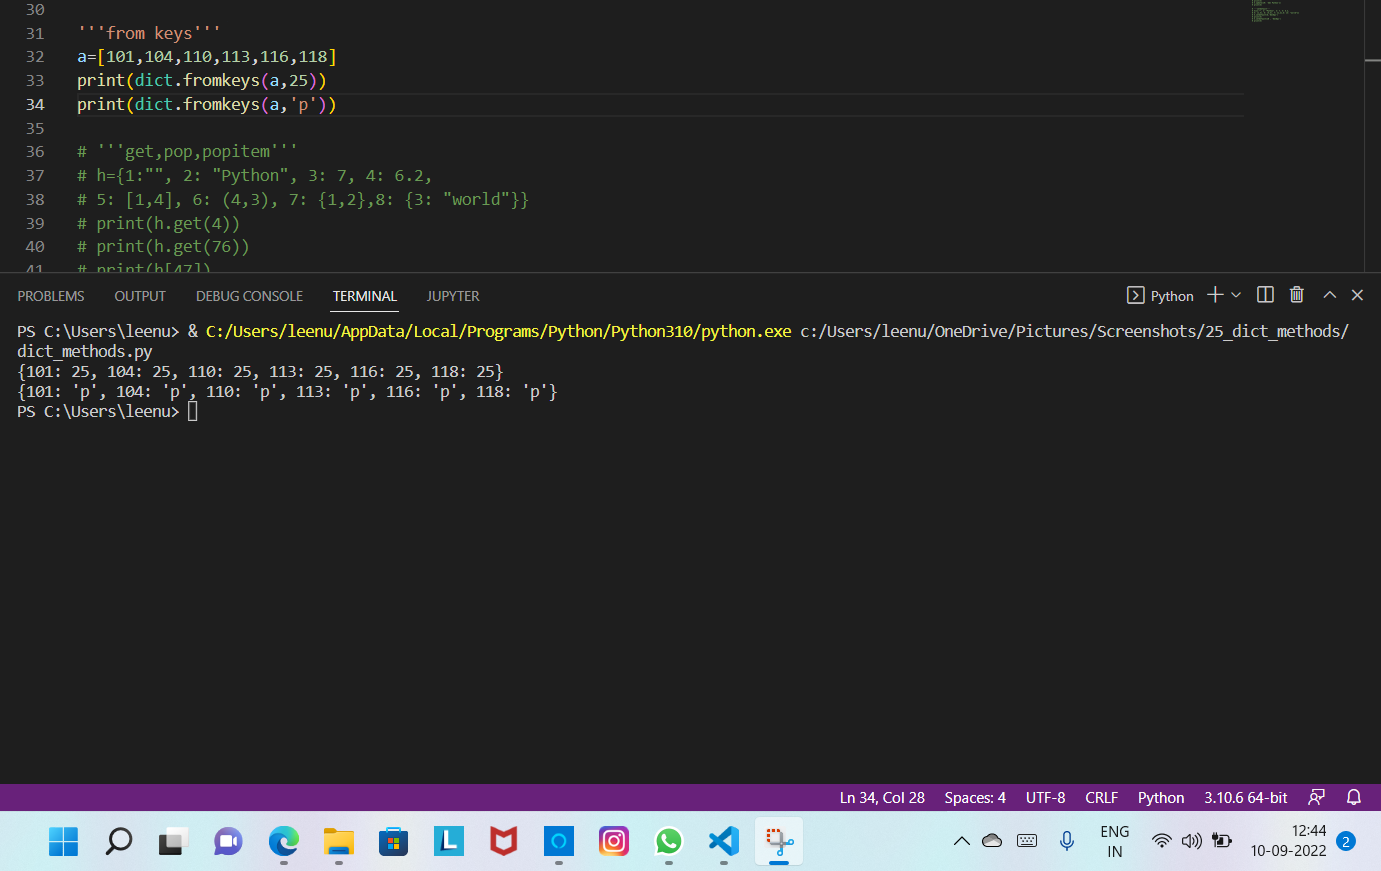 30
31 '''from keys'''
32 a=[101,104,110,113,116,118]
33 print(dict.fromkeys(a,25))
34 print(dict.fromkeys(a,'p'))
35
36 # '''get,pop,popitem'''
37 # h={1:"", 2: "Python", 3: 7, 4: 6.2,
38 # 5: [1,4], 6: (4,3), 7: {1,2},8: {3: "world"}}
39 # print(h.get(4))
40 # print(h.get(76))
41 # print(h[47])
PROBLEMS OUTPUT DEBUG CONSOLE TERMINAL JUPYTER Python
PS C:\Users\leenu> & C:/Users/leenu/AppData/Local/Programs/Python/Python310/python.exe c:/Users/leenu/OneDrive/Pictures/Screenshots/25_dict_methods/
dict_methods.py
{101: 25, 104: 25, 110: 25, 113: 25, 116: 25, 118: 25}
{101: 'p', 104: 'p', 110: 'p', 113: 'p', 116: 'p', 118: 'p'}
PS C:\Users\leenu>
Ln 34, Col 28 Spaces: 4 UTF-8 CRLF Python 3.10.6 64-bit
L
ENG 12:44
IN 10-09-2022 2